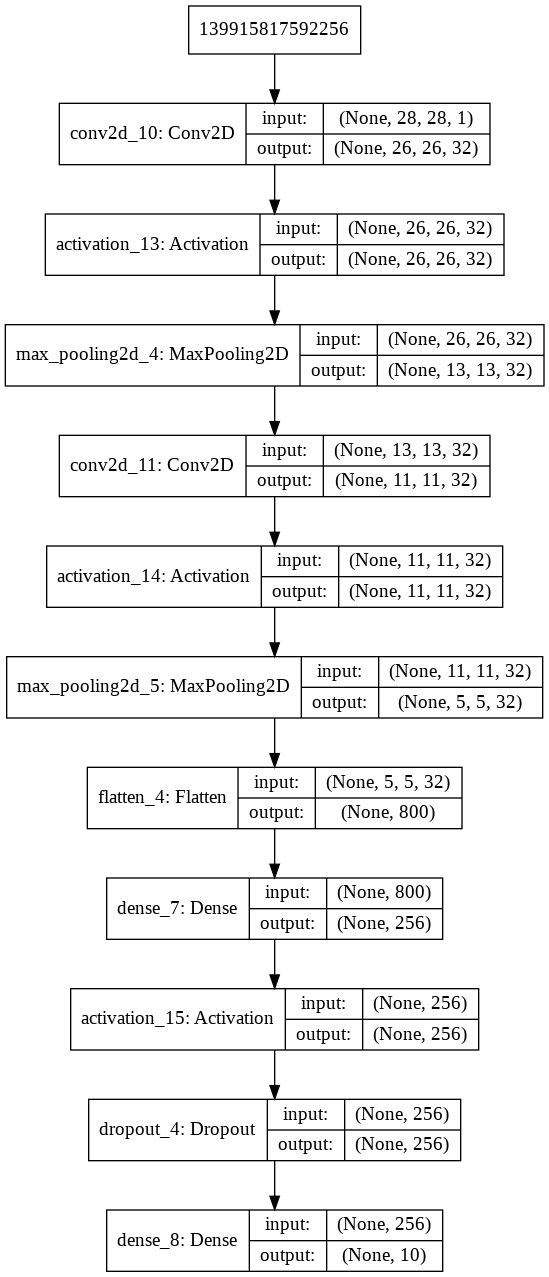 139915817592256
conv2d_10: Conv2D
input:
(None, 28, 28, 1)
output:
(None, 26, 26, 32)
activation_13: Activation
input:
(None, 26, 26, 32)
output:
(None, 26, 26, 32)
max_pooling2d_4: MaxPooling2D
input:
(None, 26, 26, 32)
output:
(None, 13, 13, 32)
conv2d_11: Conv2D
input:
(None, 13, 13, 32)
output:
(None, 11, 11, 32)
activation_14: Activation
input:
(None, 11, 11, 32)
output:
(None, 11, 11, 32)
max_pooling2d_5: MaxPooling2D
input:
(None, 11, 11, 32)
output:
(None, 5, 5, 32)
flatten_4: Flatten
input:
(None, 5, 5, 32)
output:
(None, 800)
dense_7: Dense
input:
(None, 800)
output:
(None, 256)
activation_15: Activation
input:
(None, 256)
output:
(None, 256)
dropout_4: Dropout
input:
(None, 256)
output:
(None, 256)
dense_8: Dense
input:
(None, 256)
output:
(None, 10)